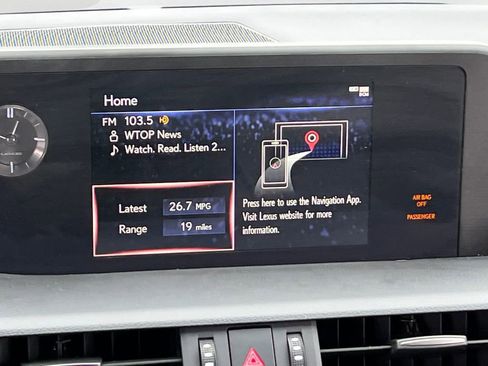 Home
FM 103.5 HD
WTOP News
Watch. Read. Listen 2...
Latest 26.7 MPG
Range 19 miles
Press here to use the Navigation App.
Visit Lexus website for more
information.
AIR BAG
OFF
PASSENGER